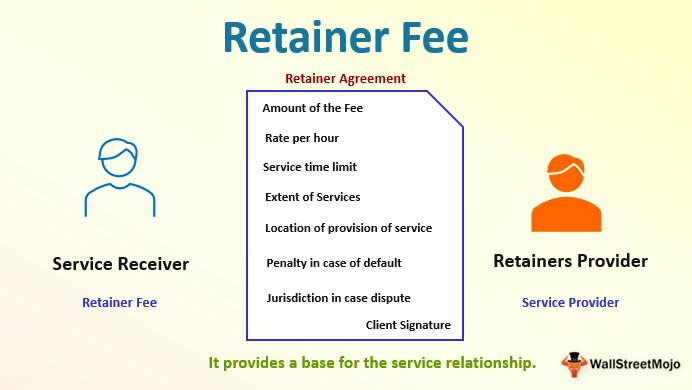 Retainer Fee
Retainer Agreement
Amount of the Fee
Rate per hour
Service time limit
Extent of Services
Location of provision of service
Penalty in case of default
Jurisdiction in case dispute
Client Signature
Service Receiver
Retainer Fee
Retainers Provider
Service Provider
It provides a base for the service relationship.
WallStreetMojo